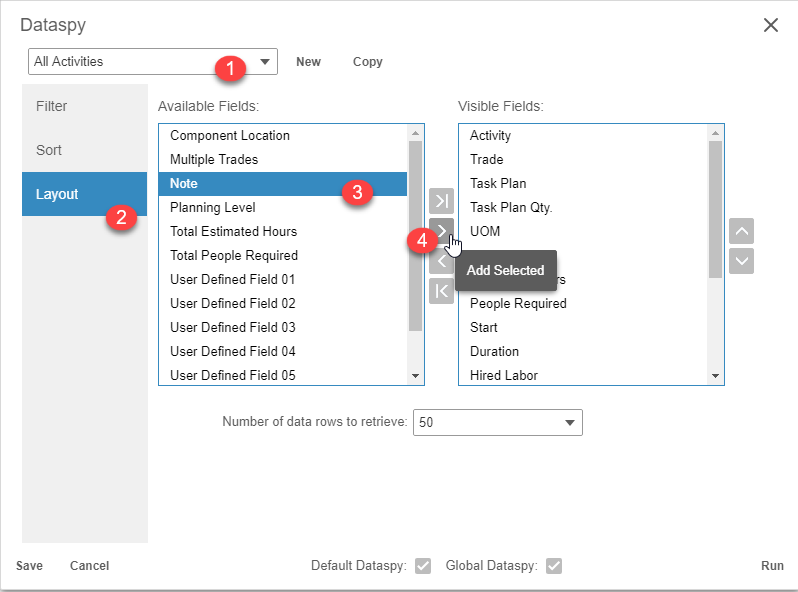 Dataspy
All Activities
1
New
Copy
Filter
Sort
Layout
2
Available Fields:
Component Location
Multiple Trades
Note
3
Planning Level
Total Estimated Hours
Total People Required
User Defined Field 01
User Defined Field 02
User Defined Field 03
User Defined Field 04
User Defined Field 05
4
Add Selected
Visible Fields:
Activity
Trade
Task Plan
Task Plan Qty.
UOM
People Required
Start
Duration
Hired Labor
Number of data rows to retrieve: 50
Save
Cancel
Default Dataspy:
Global Dataspy:
Run